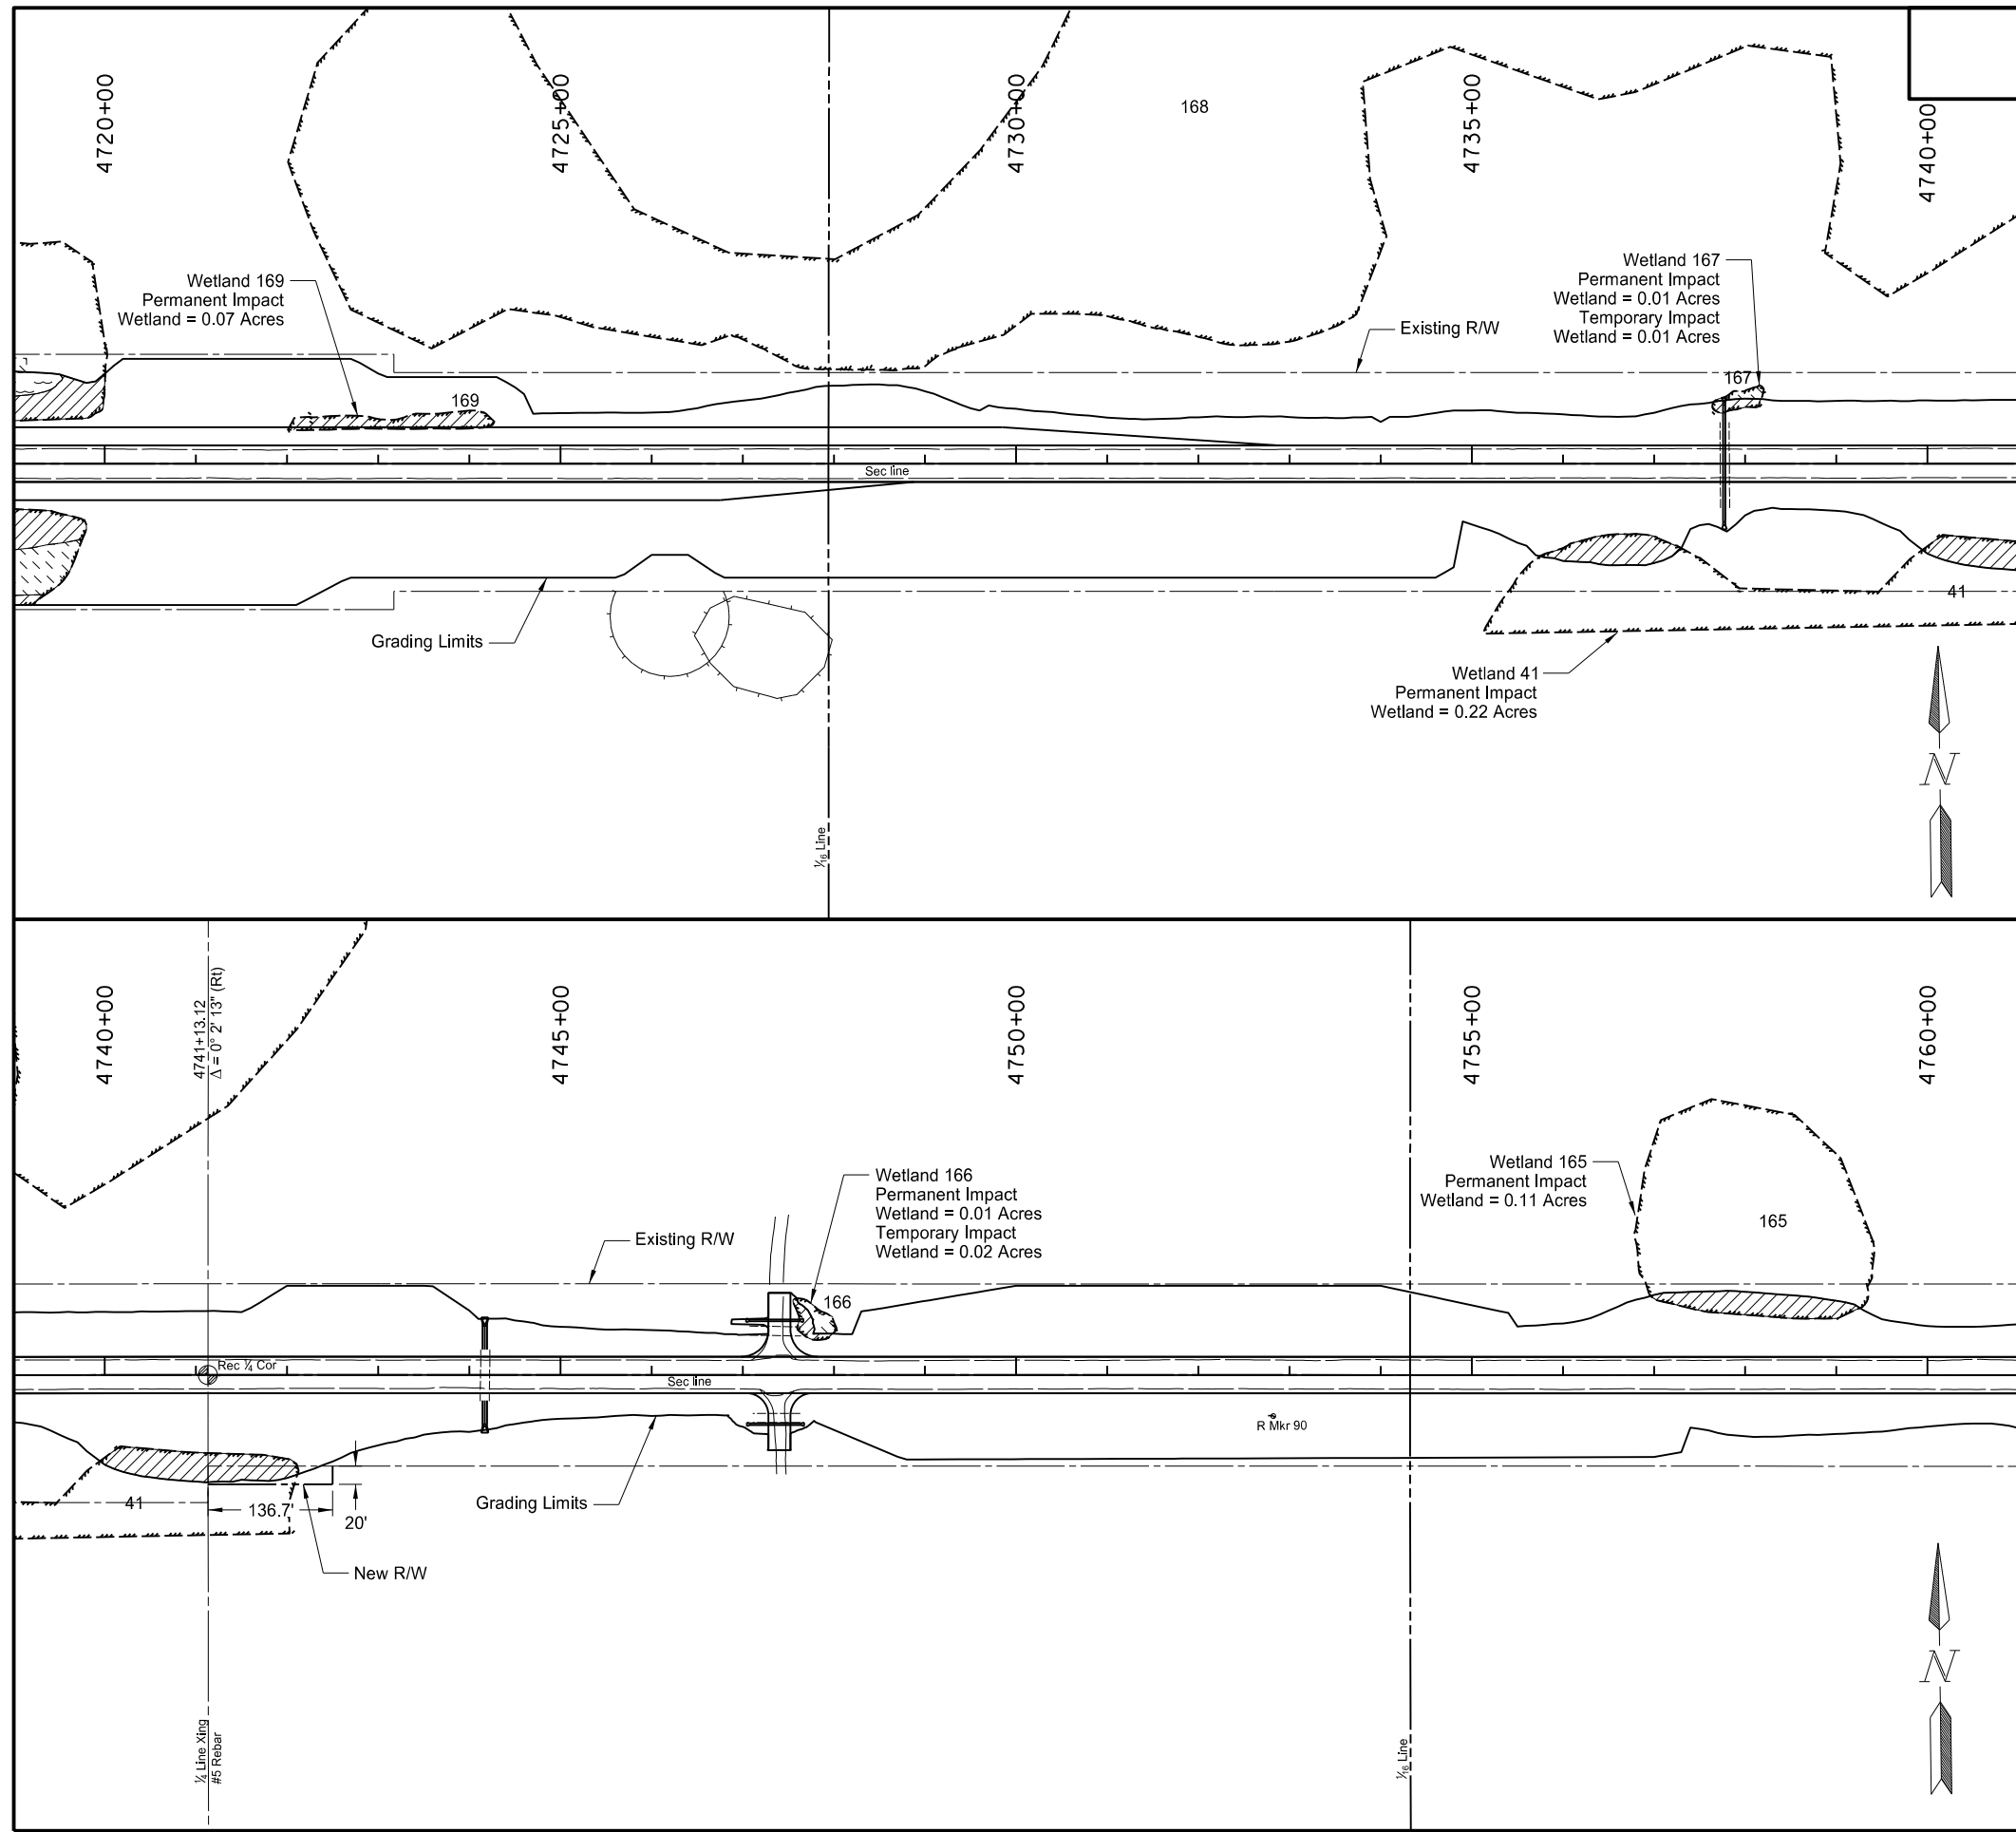 4720+00
4725+00
4730+00
4735+00
4740+00
168
Wetland 169
Permanent Impact
Wetland = 0.07 Acres
169
Existing R/W
Wetland 167
Permanent Impact
Wetland = 0.01 Acres
Temporary Impact
Wetland = 0.01 Acres
167
Sec line
Grading Limits
41
Wetland 41
Permanent Impact
Wetland = 0.22 Acres
1/16 Line
N
4740+00
4741+13.12
Δ = 0° 2' 13" (Rt)
4745+00
4750+00
4755+00
4760+00
Wetland 166
Permanent Impact
Wetland = 0.01 Acres
Temporary Impact
Wetland = 0.02 Acres
166
Existing R/W
Wetland 165
Permanent Impact
Wetland = 0.11 Acres
165
Rec 1/4 Cor
Sec line
R Mkr 90
41
136.7'
20'
Grading Limits
New R/W
1/4 Line Xing
#5 Rebar
1/16 Line
N